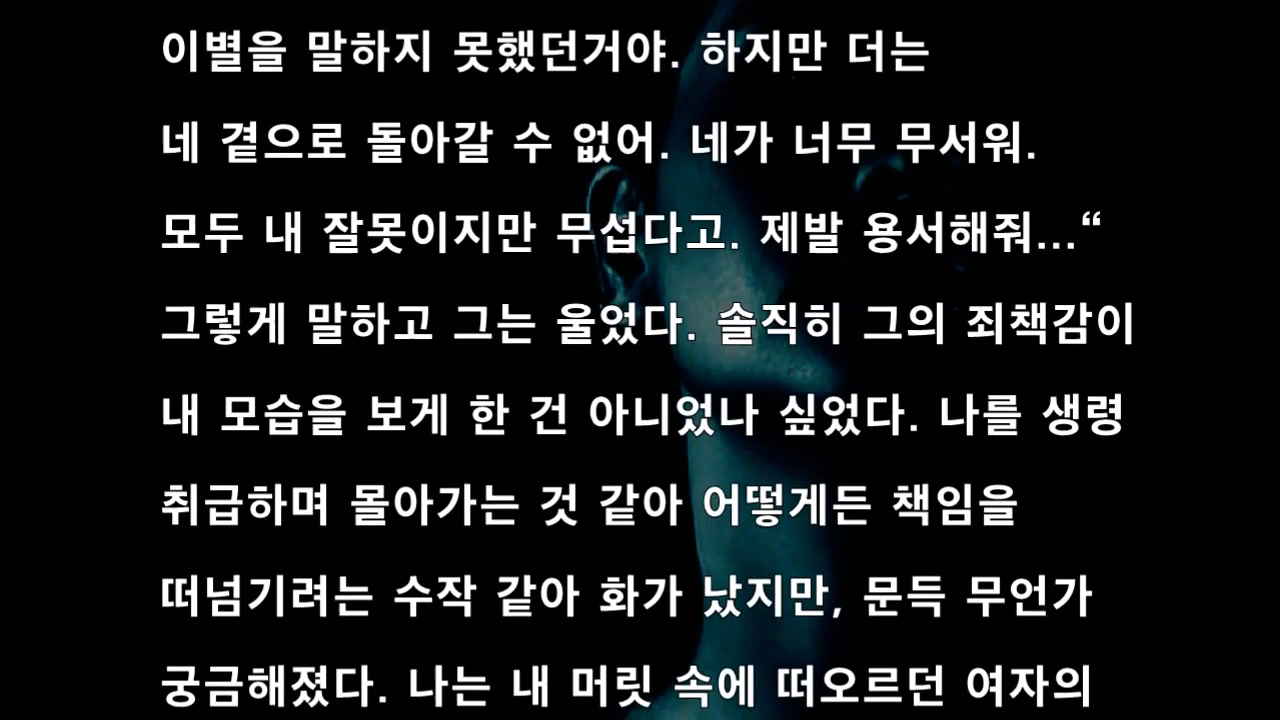 이별을 말하지 못했던거야. 하지만 더는
네 곁으로 돌아갈 수 없어. 네가 너무 무서워.
모두 내 잘못이지만 무섭다고. 제발 용서해줘...“
그렇게 말하고 그는 울었다. 솔직히 그의 죄책감이
내 모습을 보게 한 건 아니었나 싶었다. 나를 생령
취급하며 몰아가는 것 같아 어떻게든 책임을
떠넘기려는 수작 같아 화가 났지만, 문득 무언가
궁금해졌다. 나는 내 머릿 속에 떠오르던 여자의